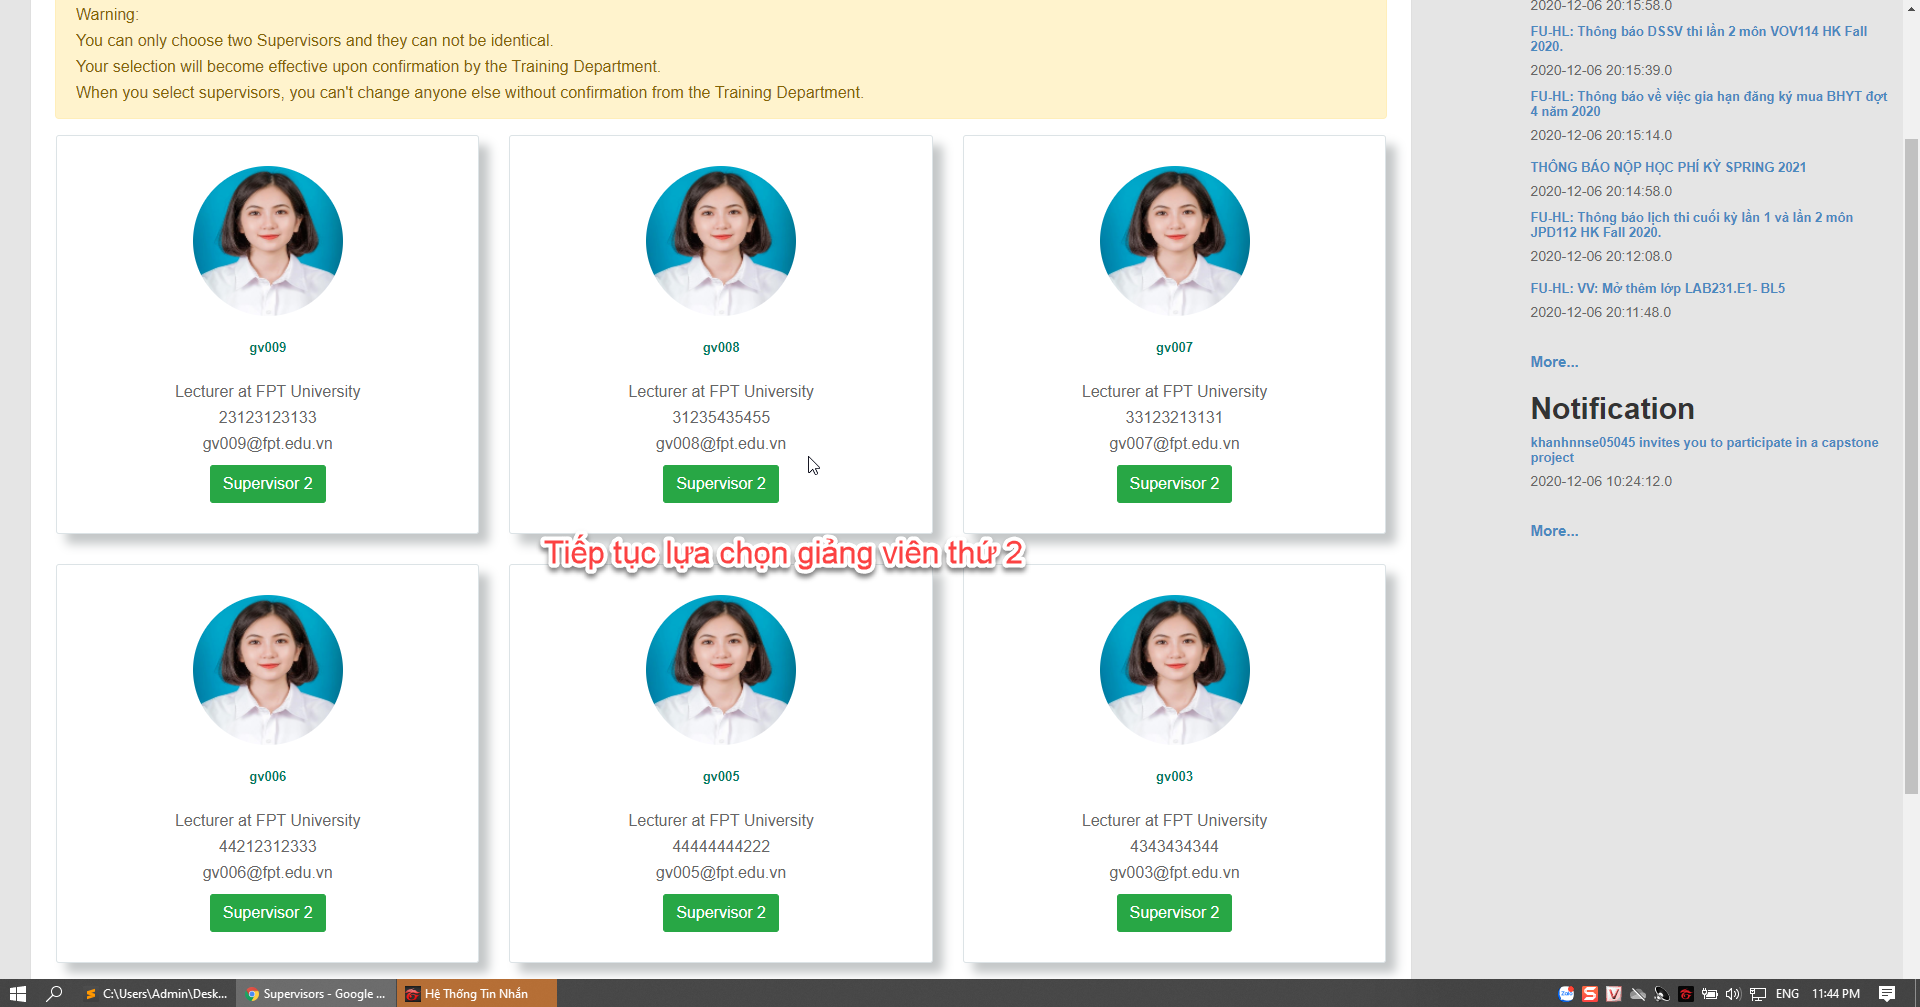 Warning:
You can only choose two Supervisors and they can not be identical.
Your selection will become effective upon confirmation by the Training Department.
When you select supervisors, you can't change anyone else without confirmation from the Training Department.
gv009
Lecturer at FPT University
23123123133
gv009@fpt.edu.vn
Supervisor 2
gv008
Lecturer at FPT University
31235435455
gv008@fpt.edu.vn
Supervisor 2
gv007
Lecturer at FPT University
33123213131
gv007@fpt.edu.vn
Supervisor 2
Tiếp tục lựa chọn giảng viên thứ 2
gv006
Lecturer at FPT University
44212312333
gv006@fpt.edu.vn
Supervisor 2
gv005
Lecturer at FPT University
44444444222
gv005@fpt.edu.vn
Supervisor 2
gv003
Lecturer at FPT University
4343434344
gv003@fpt.edu.vn
Supervisor 2
2020-12-06 20:15:58.0
FU-HL: Thông báo DSSV thi lần 2 môn VOV114 HK Fall
2020.
2020-12-06 20:15:39.0
FU-HL: Thông báo về việc gia hạn đăng ký mua BHYT đợt
4 năm 2020
2020-12-06 20:15:14.0
THÔNG BÁO NỘP HỌC PHÍ KỲ SPRING 2021
2020-12-06 20:14:58.0
FU-HL: Thông báo lịch thi cuối kỳ lần 1 và lần 2 môn
JPD112 HK Fall 2020.
2020-12-06 20:12:08.0
FU-HL: VV: Mở thêm lớp LAB231.E1- BL5
2020-12-06 20:11:48.0
More...
Notification
khanhnnse05045 invites you to participate in a capstone
project
2020-12-06 10:24:12.0
More...
C:\Users\Admin\Desk...
Supervisors - Google ...
Hệ Thống Tin Nhắn
Zalo
ENG
11:44 PM